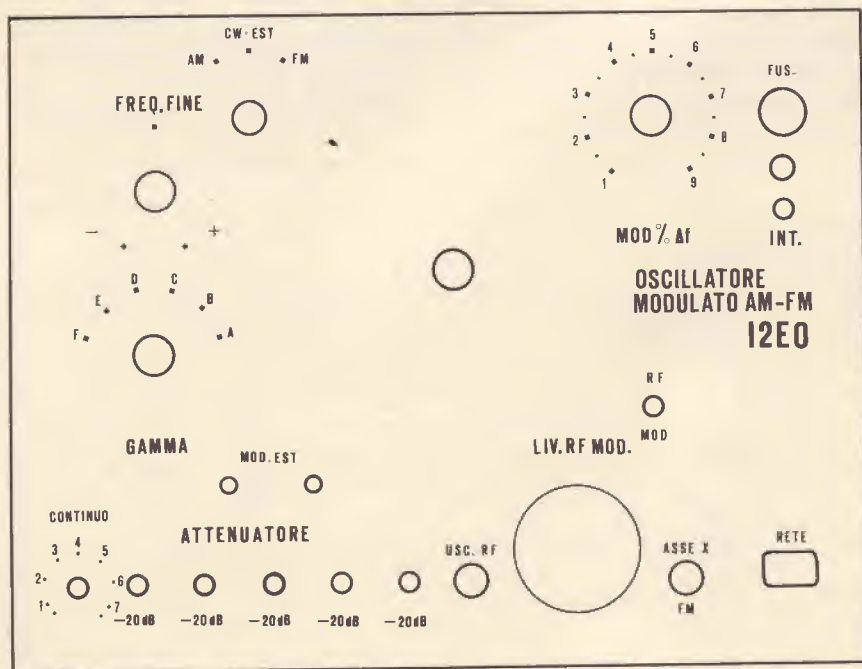 CW·EST
AM FM
FREQ. FINE
- +
D C
E B
F A
GAMMA
1 2 3 4 5 6 7 8 9
MOD % Δf
FUS-
INT.
OSCILLATORE
MODULATO AM-FM
I2EO
RF
MOD
LIV. RF MOD.
MOD. EST
CONTINUO
1 2 3 4 5 6 7
ATTENUATORE
-20dB -20dB -20dB -20dB -20dB
USC. RF
ASSE X
FM
RETE